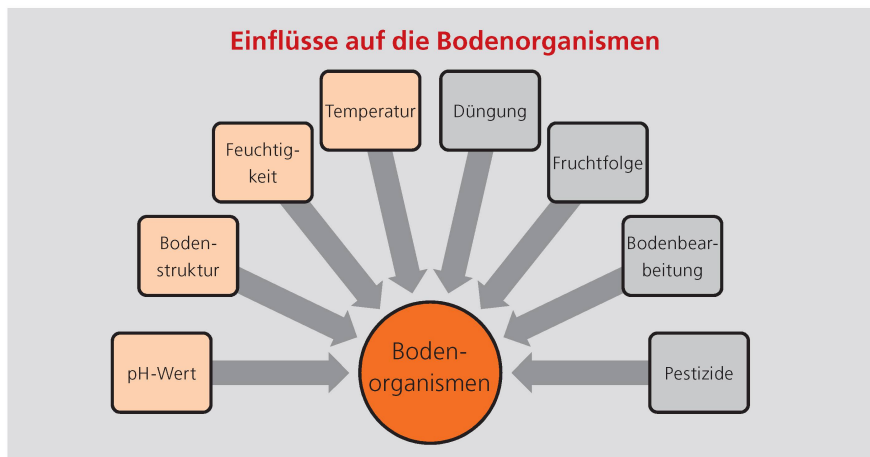 Einflüsse auf die Bodenorganismen
Temperatur
Düngung
Feuchtig-
keit
Fruchtfolge
Boden-
struktur
Bodenbear-
beitung
pH-Wert
Boden-
organismen
Pestizide